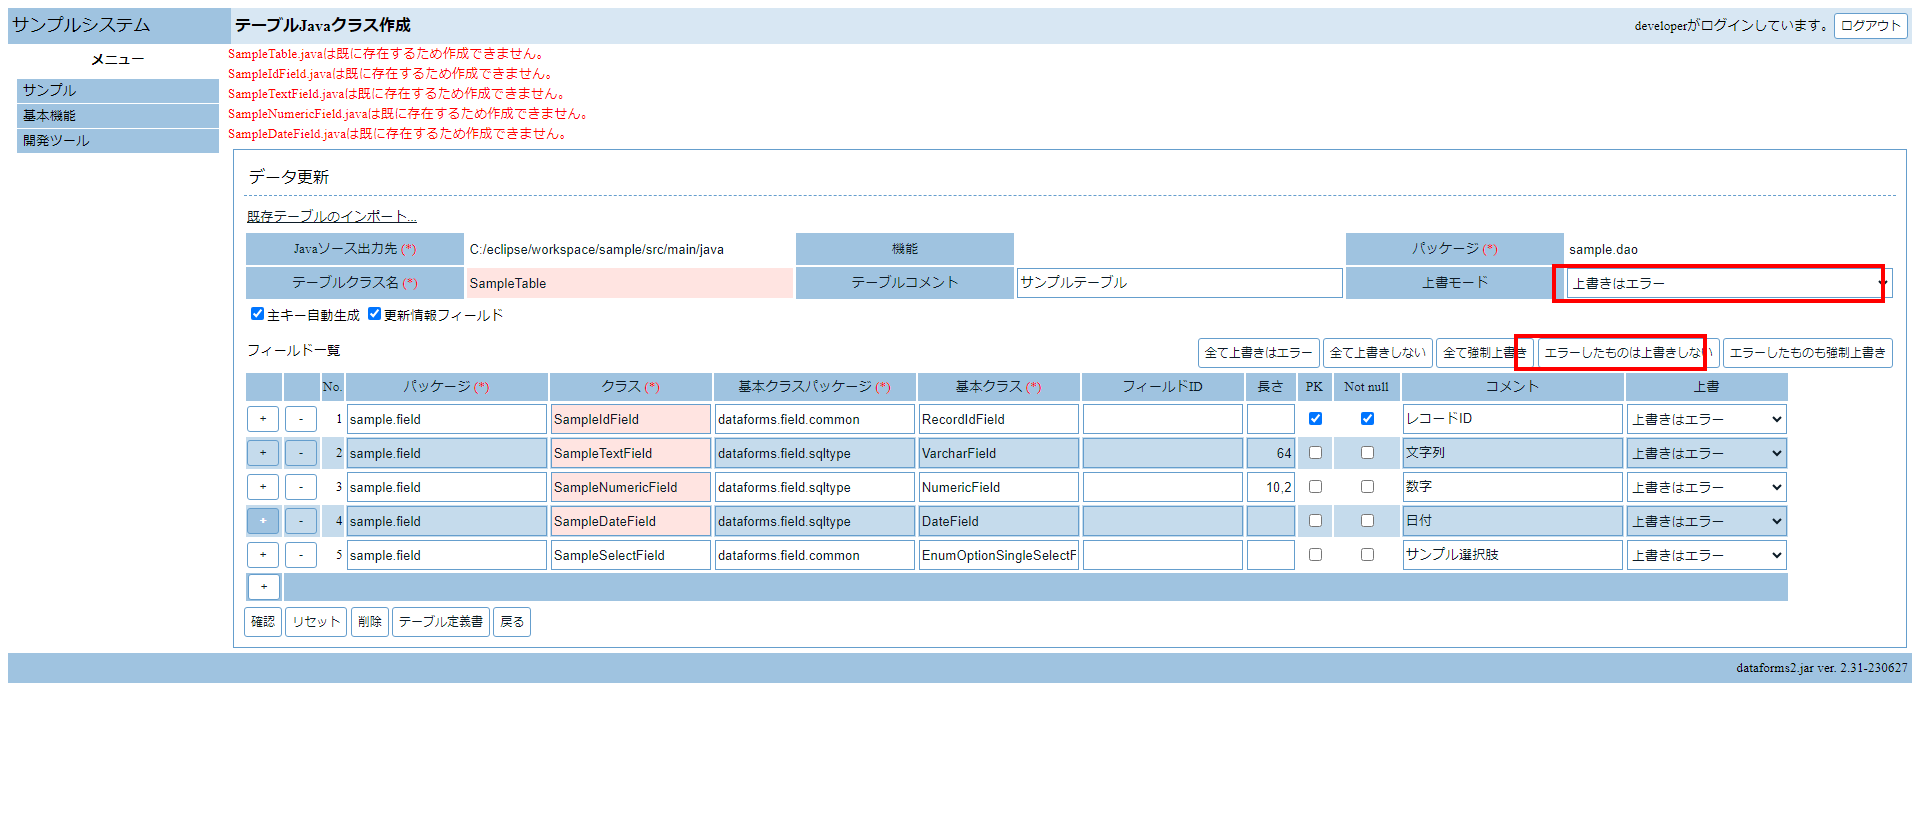 サンプルシステム
テーブルJavaクラス作成
developerがログインしています。 ログアウト
メニュー
サンプル
基本機能
開発ツール
SampleTable.javaは既に存在するため作成できません。
SampleIdField.javaは既に存在するため作成できません。
SampleTextField.javaは既に存在するため作成できません。
SampleNumericField.javaは既に存在するため作成できません。
SampleDateField.javaは既に存在するため作成できません。
データ更新
既存テーブルのインポート...
Javaソース出力先 (*) C:/eclipse/workspace/sample/src/main/java 機能 パッケージ (*) sample.dao
テーブルクラス名 (*) SampleTable テーブルコメント サンプルテーブル 上書モード 上書きはエラー
主キー自動生成 更新情報フィールド
フィールド一覧 全て上書きはエラー 全て上書きしない 全て強制上書き エラーしたものは上書きしない エラーしたものも強制上書き
No. パッケージ (*) クラス (*) 基本クラスパッケージ (*) 基本クラス (*) フィールドID 長さ PK Not null コメント 上書
+ - 1 sample.field SampleIdField dataforms.field.common RecordIdField レコードID 上書きはエラー
+ - 2 sample.field SampleTextField dataforms.field.sqltype VarcharField 64 文字列 上書きはエラー
+ - 3 sample.field SampleNumericField dataforms.field.sqltype NumericField 10,2 数字 上書きはエラー
+ - 4 sample.field SampleDateField dataforms.field.sqltype DateField 日付 上書きはエラー
+ - 5 sample.field SampleSelectField dataforms.field.common EnumOptionSingleSelectF サンプル選択肢 上書きはエラー
+
確認 リセット 削除 テーブル定義書 戻る
dataforms2.jar ver. 2.31-230627